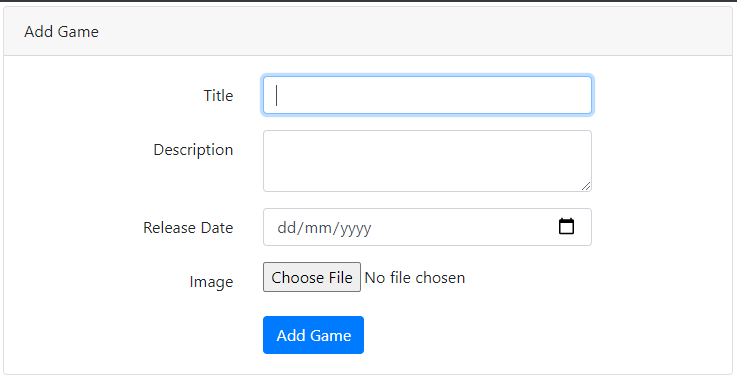 Add Game
Title
Description
Release Date dd/mm/yyyy
Image Choose File No file chosen
Add Game